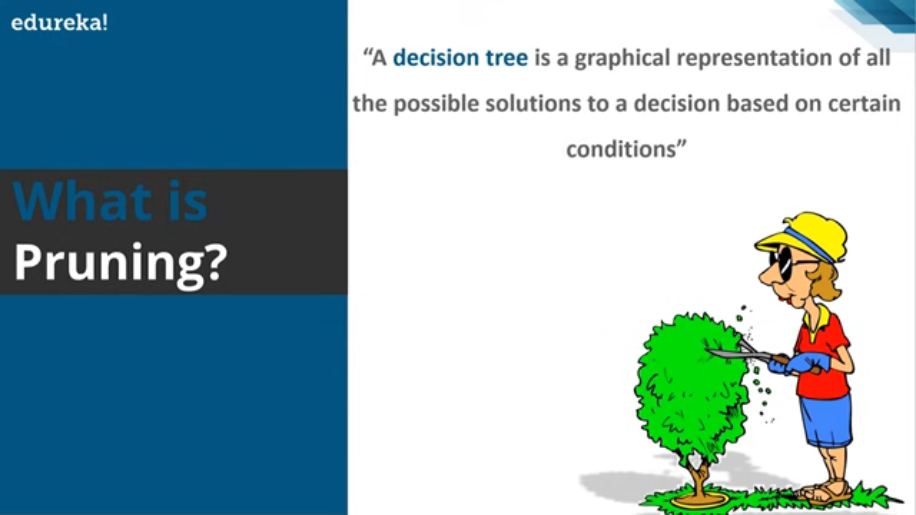 edureka!
What is
Pruning?
“A decision tree is a graphical representation of all
the possible solutions to a decision based on certain
conditions”